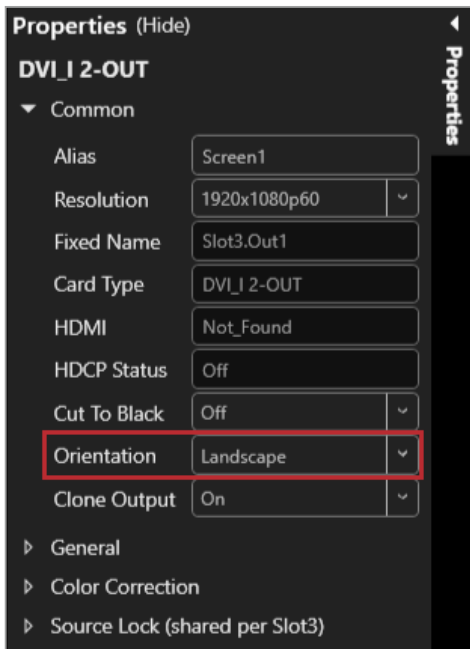 Properties (Hide)
Properties
DVI_I 2-OUT
Common
Alias Screen1
Resolution 1920x1080p60
Fixed Name Slot3.Out1
Card Type DVI_I 2-OUT
HDMI Not_Found
HDCP Status Off
Cut To Black Off
Orientation Landscape
Clone Output On
General
Color Correction
Source Lock (shared per Slot3)